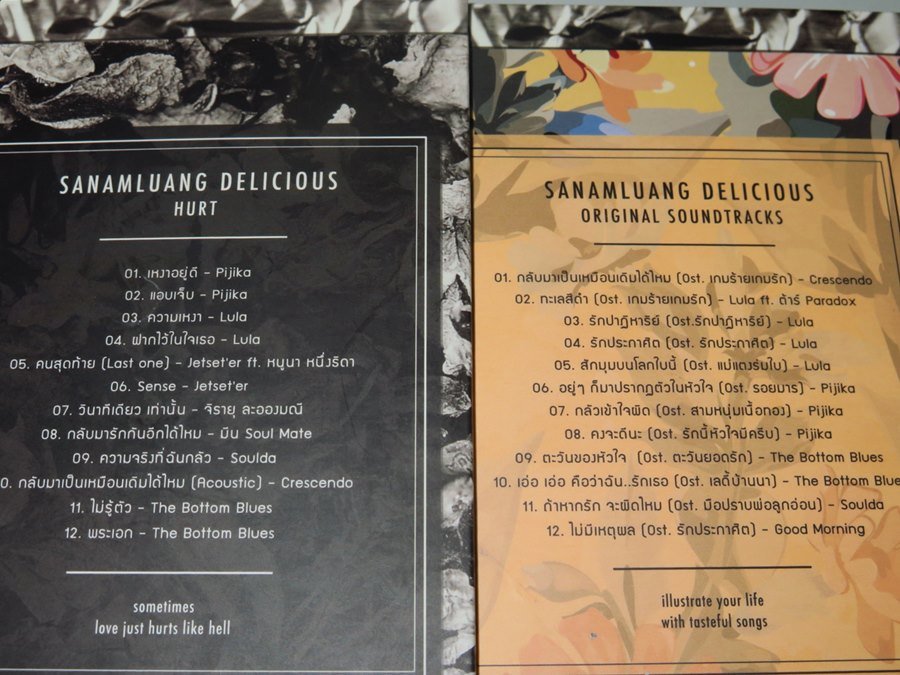 SANAMLUANG DELICIOUS
HURT
01. เหงาอยู่ดี - Pijika
02. แอบเจ็บ - Pijika
03. ความเหงา - Lula
04. ฝากไว้ในใจเธอ - Lula
05. คนสุดท้าย (Last one) - Jetset'er ft. หนูนา หนึ่งธิดา
06. Sense - Jetset'er
07. วินาทีเดียว เท่านั้น - จิรายุ ละอองมณี
08. กลับมารักกันอีกได้ไหม - มีน Soul Mate
09. ความจริงที่ฉันกลัว - Soulda
0. กลับมาเป็นเหมือนเดิมได้ไหม (Acoustic) - Crescendo
11. ไม่รู้ตัว - The Bottom Blues
12. พระเอก - The Bottom Blues
sometimes
love just hurts like hell
SANAMLUANG DELICIOUS
ORIGINAL SOUNDTRACKS
01. กลับมาเป็นเหมือนเดิมได้ไหม (Ost. เกมร้ายเกมรัก) - Crescendo
02. ทะเลสีดำ (Ost. เกมร้ายเกมรัก) - Lula ft. ต้าร์ Paradox
03. รักปาฏิหาริย์ (Ost.รักปาฏิหาริย์) - Lula
04. รักประกาศิต (Ost. รักประกาศิต) - Lula
05. สักมุมบนโลกใบนี้ (Ost. แม่แตงร่มใบ) - Lula
06. อยู่ๆ ก็มาปรากฏตัวในหัวใจ (Ost. รอยมาร) - Pijika
07. กลัวเข้าใจผิด (Ost. สามหนุ่มเนื้อทอง) - Pijika
08. คงจะดีนะ (Ost. รักนี้หัวใจมีครีบ) - Pijika
09. ตะวันของหัวใจ (Ost. ตะวันยอดรัก) - The Bottom Blues
10. เอ่อ เอ่อ คือว่าฉัน..รักเธอ (Ost. เลดี้บ้านนา) - The Bottom Blue
11. ถ้าหากรัก จะผิดไหม (Ost. มือปราบพ่อลูกอ่อน) - Soulda
12. ไม่มีเหตุผล (Ost. รักประกาศิต) - Good Morning
illustrate your life
with tasteful songs